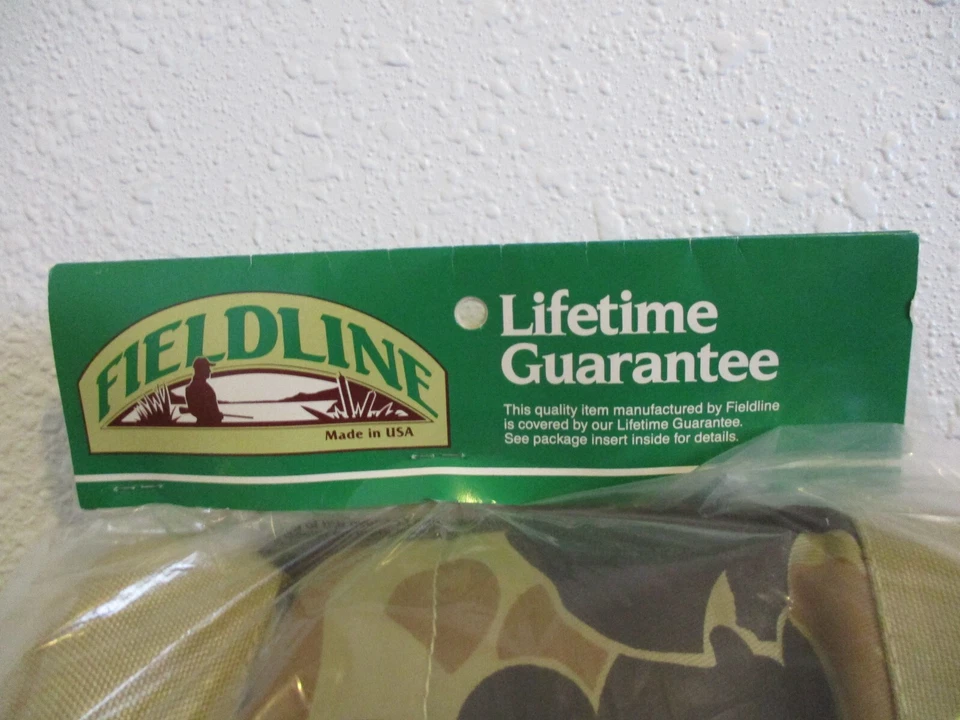 FIELDLINE
Made in USA
Lifetime
Guarantee
This quality item manufactured by Fieldline
is covered by our Lifetime Guarantee.
See package insert inside for details.